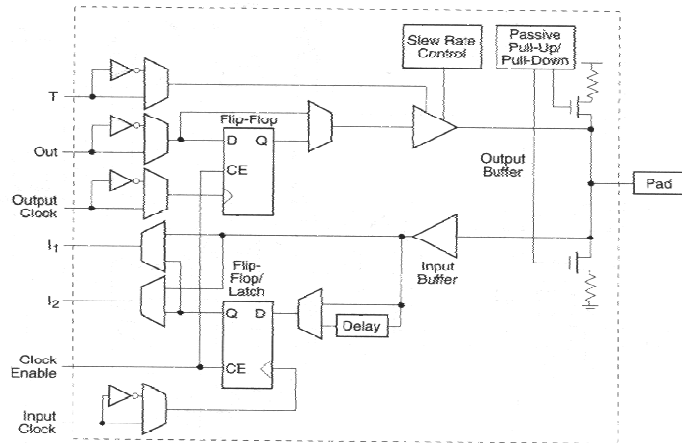 Slew Rate
Control
Passive
Pull-Up/
Pull-Down
T
Flip-Flop
Out
D Q
CE
Output
Buffer
Output
Clock
Pad
I1
Flip-
Flop/
Latch
Input
Buffer
I2
Q D
Delay
Clock
Enable
CE
Input
Clock